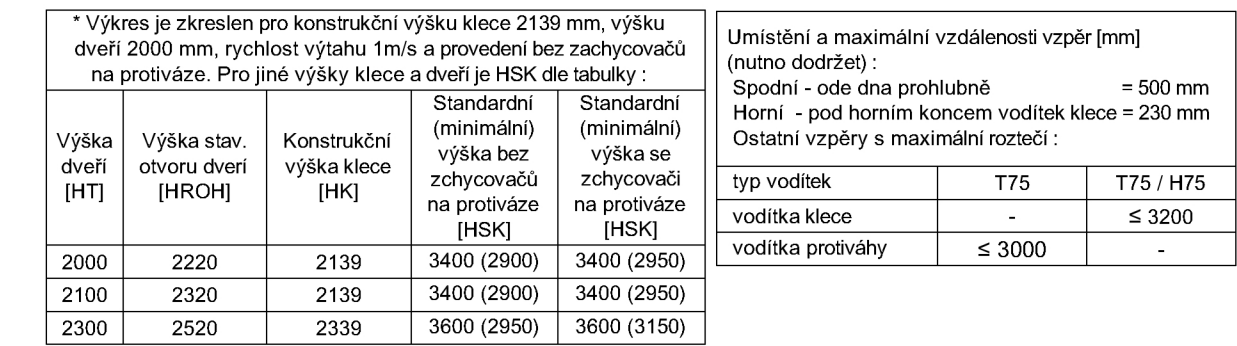 * Výkres je zkreslen pro konstrukční výšku klece 2139 mm, výšku
dveří 2000 mm, rychlost výtahu 1m/s a provedení bez zachycovačů
na protiváze. Pro jiné výšky klece a dveří je HSK dle tabulky :
Výška
dveří
[HT]
Výška stav.
otvoru dverí
[HROH]
Konstrukční
výška klece
[HK]
Standardní
(minimální)
výška bez
zchycovačů
na protiváze
[HSK]
Standardní
(minimální)
výška se
zchycovači
na protiváze
[HSK]
2000 2220 2139 3400 (2900) 3400 (2950)
2100 2320 2139 3400 (2900) 3400 (2950)
2300 2520 2339 3600 (2950) 3600 (3150)
Umístění a maximální vzdálenosti vzpěr [mm]
(nutno dodržet) :
Spodní - ode dna prohlubně = 500 mm
Horní - pod horním koncem vodítek klece = 230 mm
Ostatní vzpěry s maximální roztečí :
typ vodítek T75 T75 / H75
vodítka klece - ≤ 3200
vodítka protiváhy ≤ 3000 -